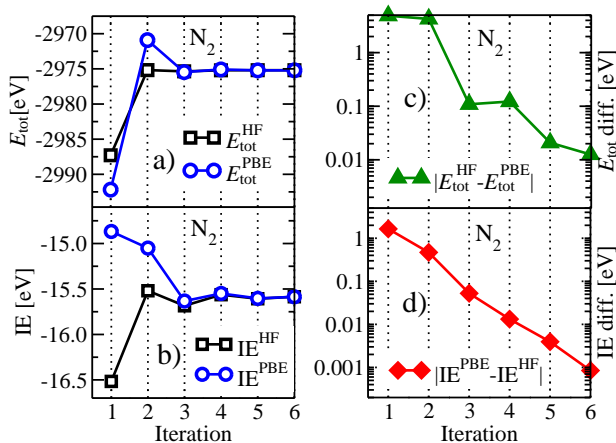 N₂
E_tot [eV]
-2970
-2975
-2980
-2985
-2990
a)
E_tot^HF
E_tot^PBE
N₂
IE [eV]
-15.0
-15.5
-16.0
-16.5
b)
IE^HF
IE^PBE
1 2 3 4 5 6
Iteration
N₂
c)
1
0.1
0.01
E_tot diff. [eV]
|E_tot^HF-E_tot^PBE|
N₂
d)
1
0.1
0.01
0.001
IE diff. [eV]
|IE^PBE-IE^HF|
1 2 3 4 5 6
Iteration